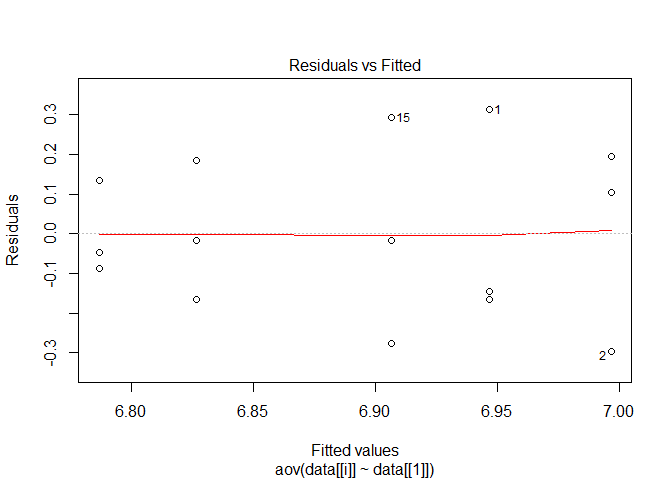 Residuals vs Fitted
0.3
0.2
0.1
0.0
-0.1
-0.3
Residuals
15
1
2
6.80 6.85 6.90 6.95 7.00
Fitted values
aov(data[[i]] ~ data[[1]])